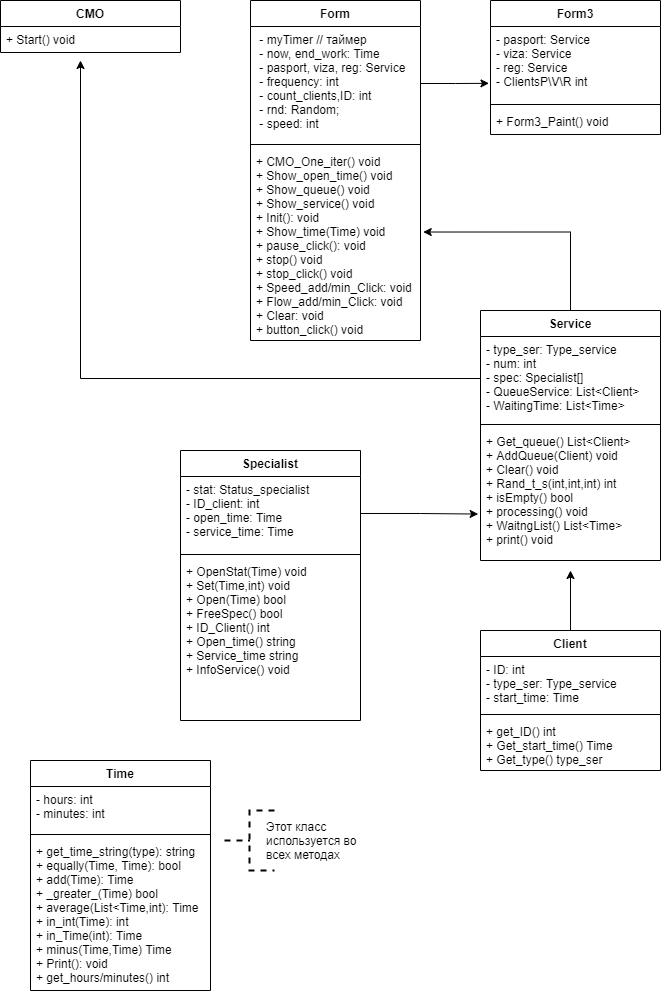 CMO
+ Start() void
Form
- myTimer // таймер
- now, end_work: Time
- pasport, viza, reg: Service
- frequency: int
- count_clients,ID: int
- rnd: Random;
- speed: int
+ CMO_One_iter() void
+ Show_open_time() void
+ Show_queue() void
+ Show_service() void
+ Init(): void
+ Show_time(Time) void
+ pause_click(): void
+ stop() void
+ stop_click() void
+ Speed_add/min_Click: void
+ Flow_add/min_Click: void
+ Clear: void
+ button_click() void
Form3
- pasport: Service
- viza: Service
- reg: Service
- ClientsP\V\R int
+ Form3_Paint() void
Service
- type_ser: Type_service
- num: int
- spec: Specialist[]
- QueueService: List<Client>
- WaitingTime: List<Time>
+ Get_queue() List<Client>
+ AddQueue(Client) void
+ Clear() void
+ Rand_t_s(int,int,int) int
+ isEmpty() bool
+ processing() void
+ WaitngList() List<Time>
+ print() void
Specialist
- stat: Status_specialist
- ID_client: int
- open_time: Time
- service_time: Time
+ OpenStat(Time) void
+ Set(Time,int) void
+ Open(Time) bool
+ FreeSpec() bool
+ ID_Client() int
+ Open_time() string
+ Service_time string
+ InfoService() void
Client
- ID: int
- type_ser: Type_service
- start_time: Time
+ get_ID() int
+ Get_start_time() Time
+ Get_type() type_ser
Time
- hours: int
- minutes: int
+ get_time_string(type): string
+ equally(Time, Time): bool
+ add(Time): Time
+ _greater_(Time) bool
+ average(List<Time,int): Time
+ in_int(Time): int
+ in_Time(int): Time
+ minus(Time,Time) Time
+ Print(): void
+ get_hours/minutes() int
Этот класс
используется во
всех методах